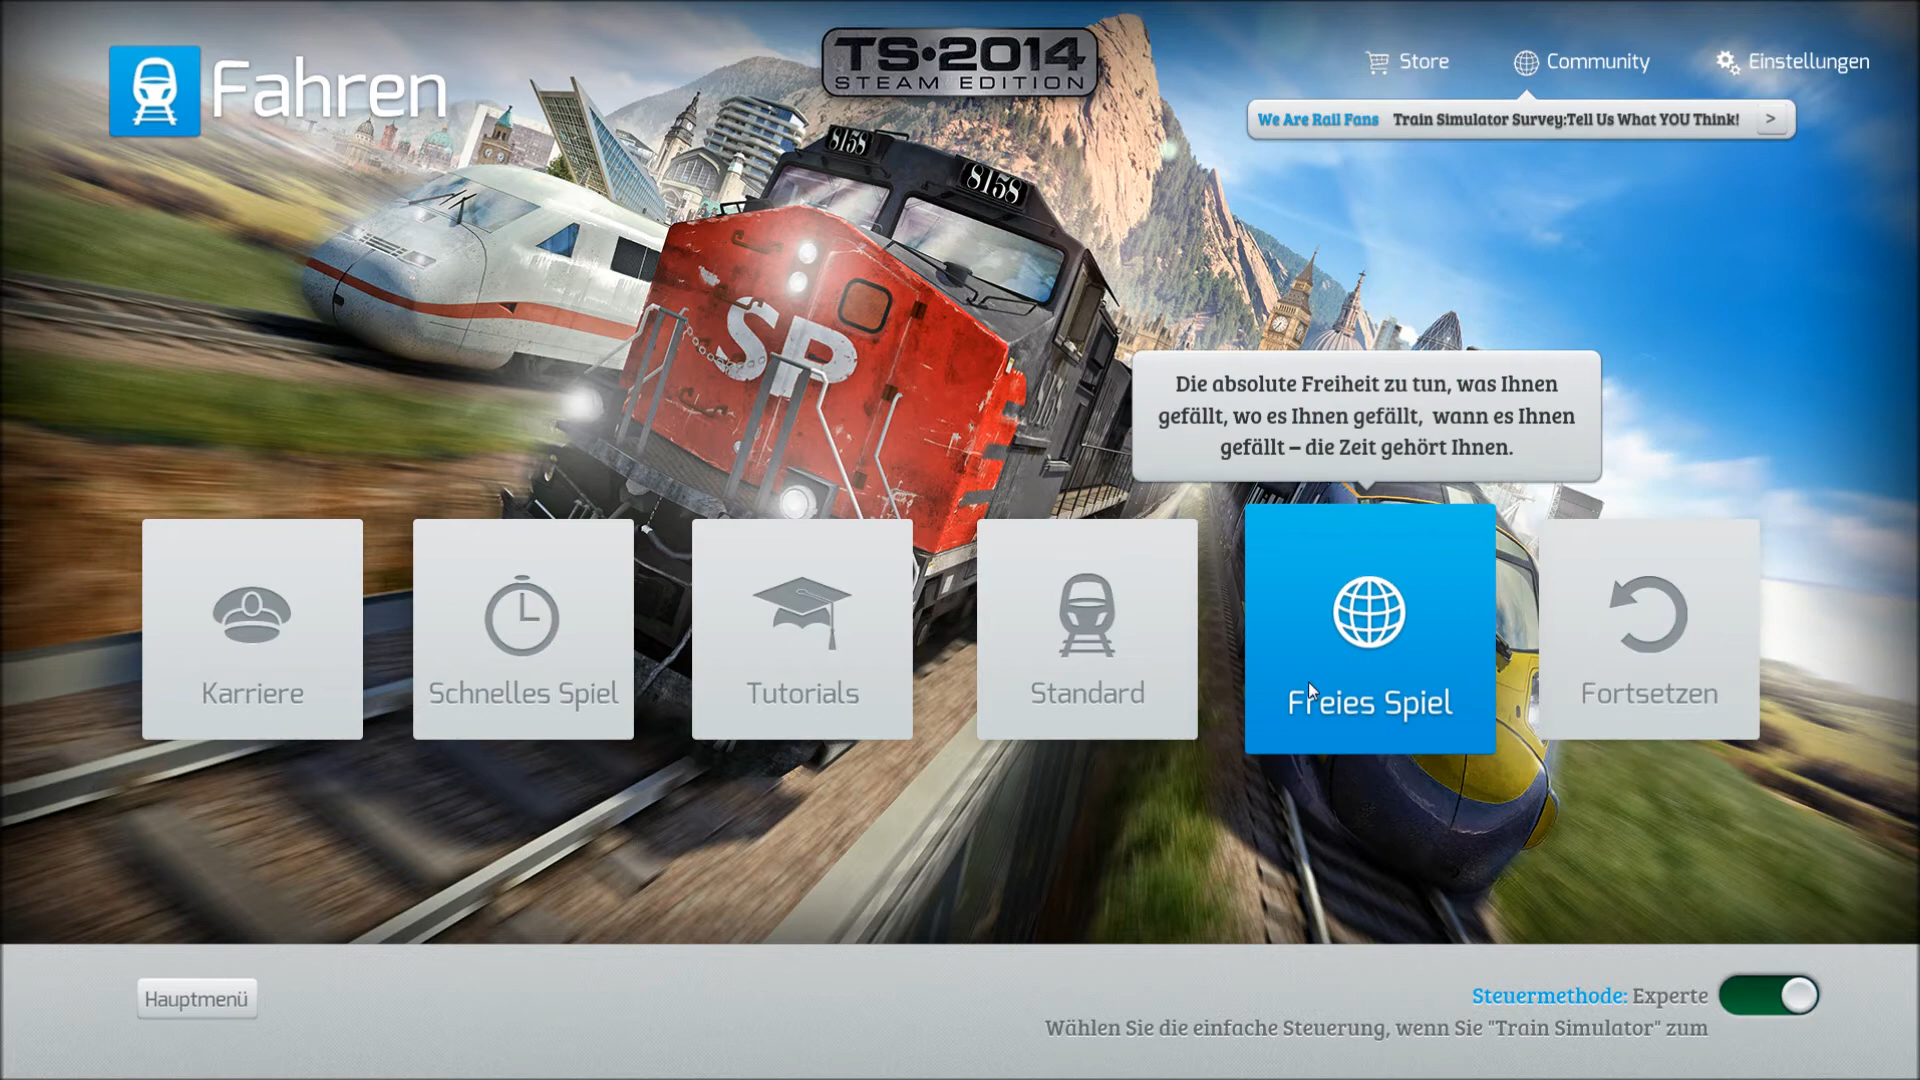 Fahren
TS•2014
STEAM EDITION
Store
Community
Einstellungen
We Are Rail Fans Train Simulator Survey:Tell Us What YOU Think! >
8158
8158
SP
Die absolute Freiheit zu tun, was Ihnen
gefällt, wo es Ihnen gefällt, wann es Ihnen
gefällt – die Zeit gehört Ihnen.
Karriere
Schnelles Spiel
Tutorials
Standard
Freies Spiel
Fortsetzen
Hauptmenü
Steuermethode: Experte
Wählen Sie die einfache Steuerung, wenn Sie "Train Simulator" zum